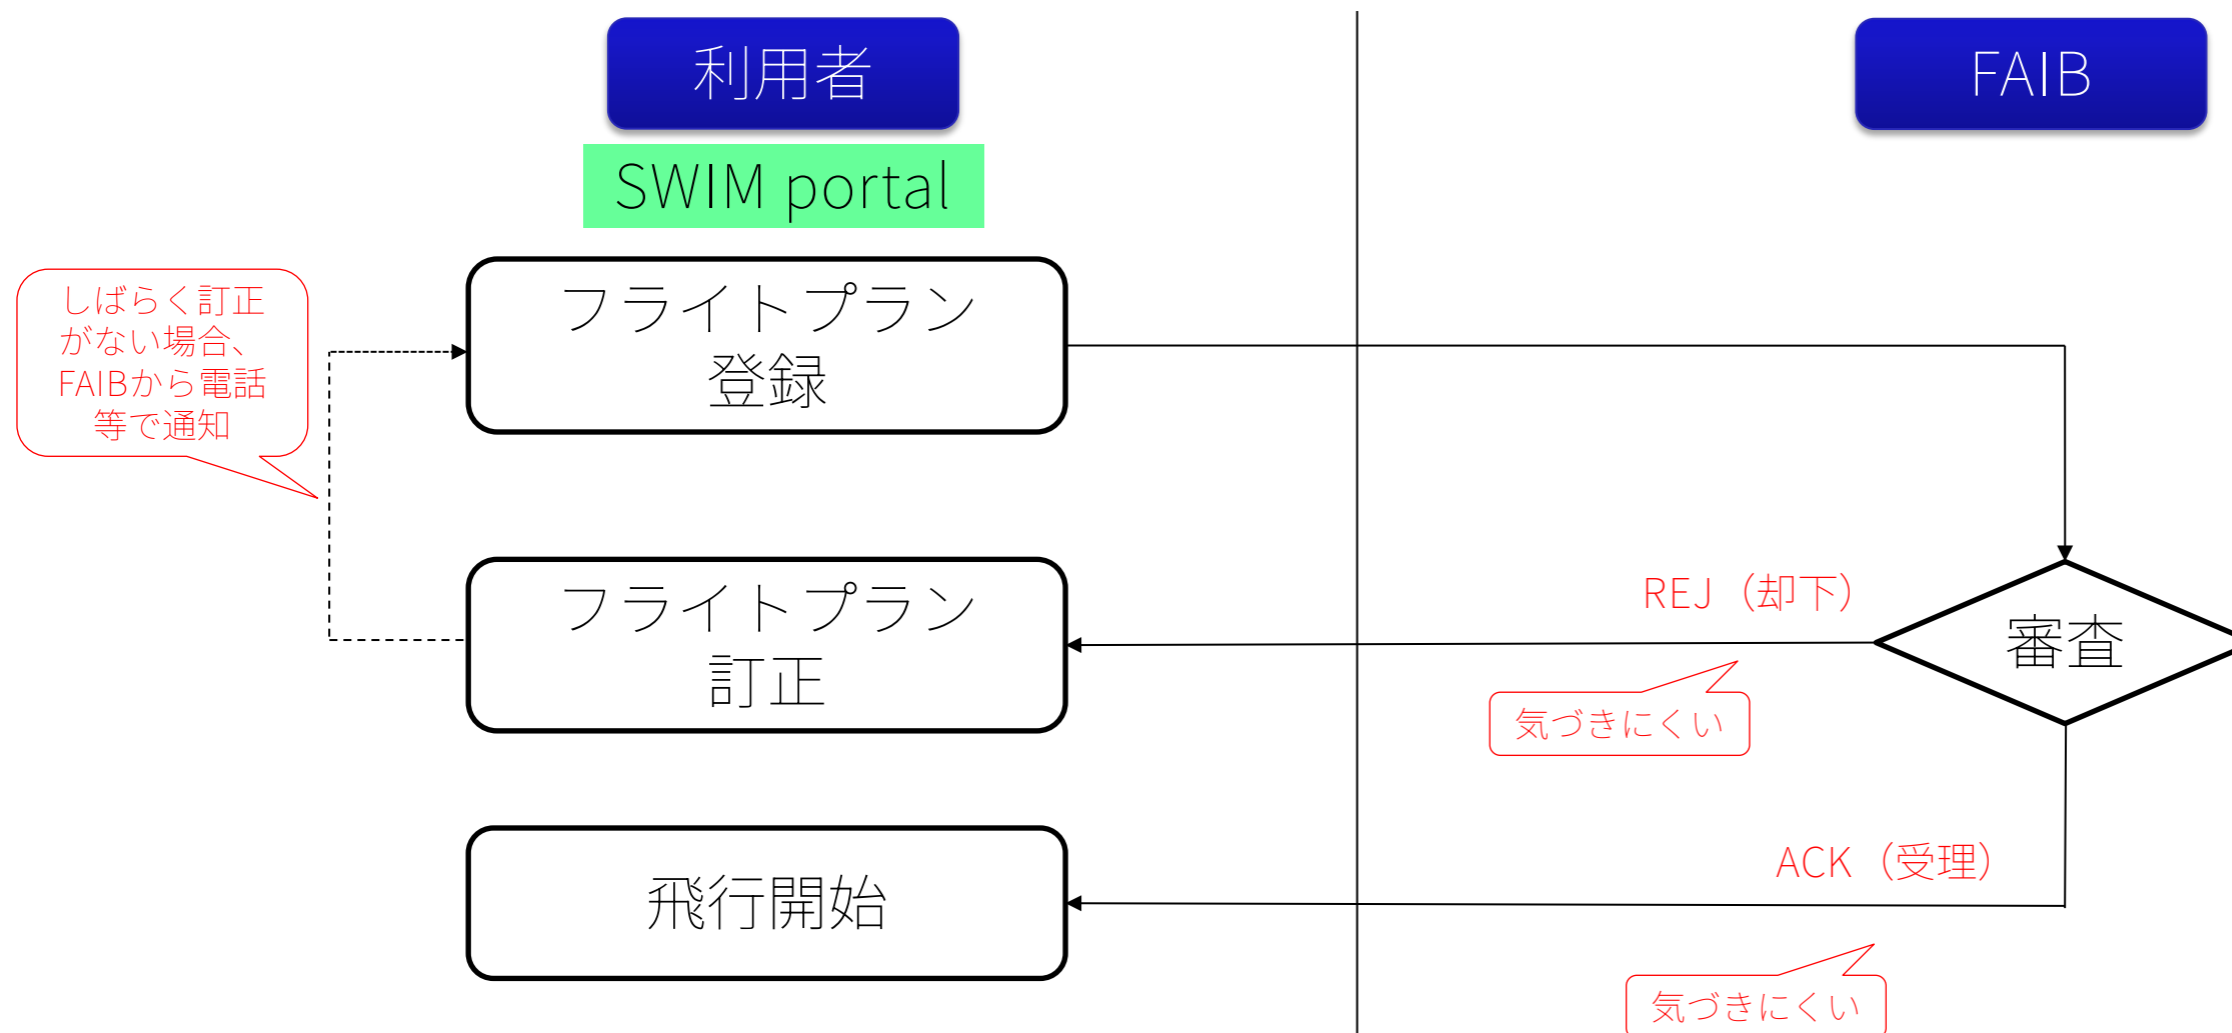 利用者
FAIB
SWIM portal
しばらく訂正
がない場合、
FAIBから電話
等で通知
フライトプラン
登録
フライトプラン
訂正
REJ（却下）
審査
気づきにくい
ACK（受理）
飛行開始
気づきにくい